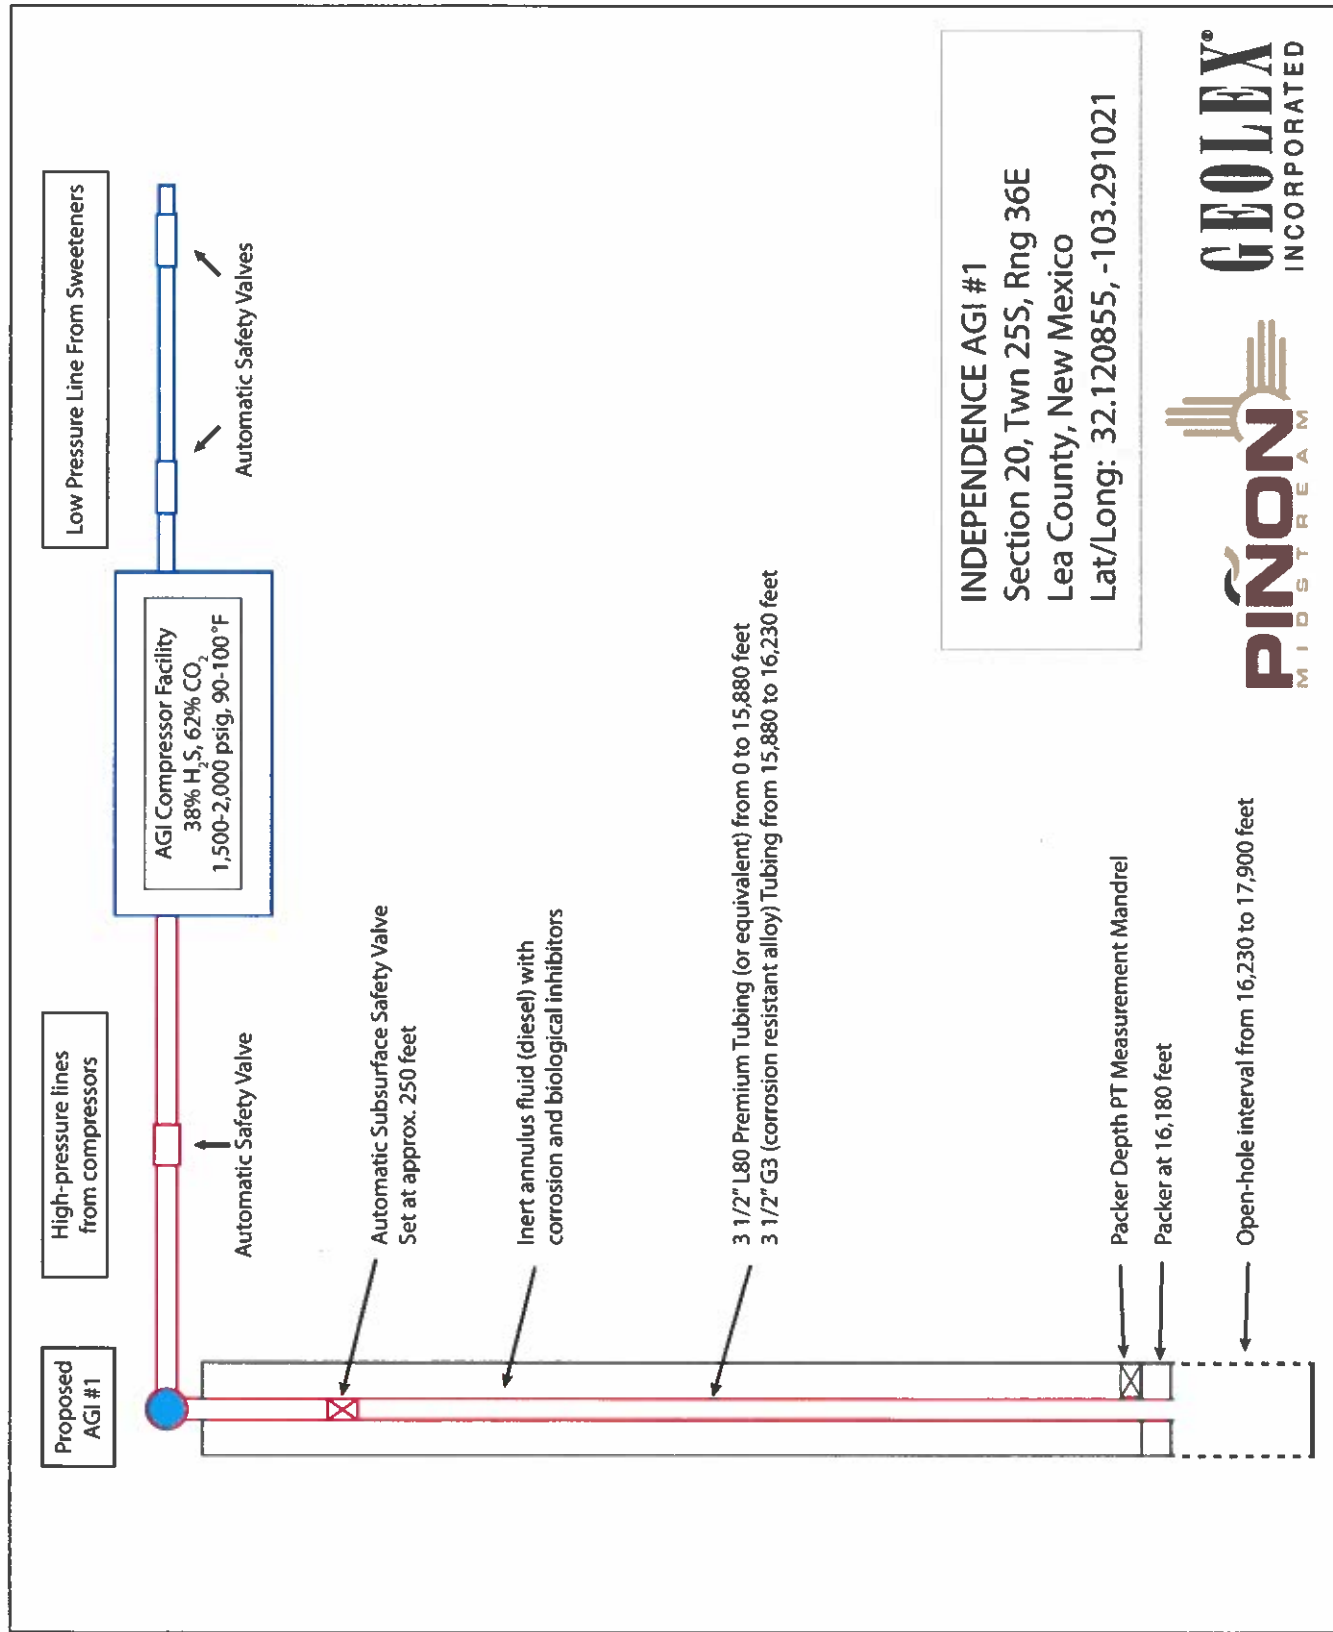 Proposed
AGI #1
High-pressure lines
from compressors
Low Pressure Line From Sweeteners
AGI Compressor Facility
38% H₂S, 62% CO₂
1,500-2,000 psig, 90-100°F
Automatic Safety Valve
Automatic Safety Valves
Automatic Subsurface Safety Valve
Set at approx. 250 feet
Inert annulus fluid (diesel) with
corrosion and biological inhibitors
3 1/2" L80 Premium Tubing (or equivalent) from 0 to 15,880 feet
3 1/2" G3 (corrosion resistant alloy) Tubing from 15,880 to 16,230 feet
Packer Depth PT Measurement Mandrel
Packer at 16,180 feet
Open-hole interval from 16,230 to 17,900 feet
INDEPENDENCE AGI #1
Section 20, Twn 25S, Rng 36E
Lea County, New Mexico
Lat/Long: 32.120855, -103.291021
PIÑON
MIDSTREAM
GEOLEX®
INCORPORATED